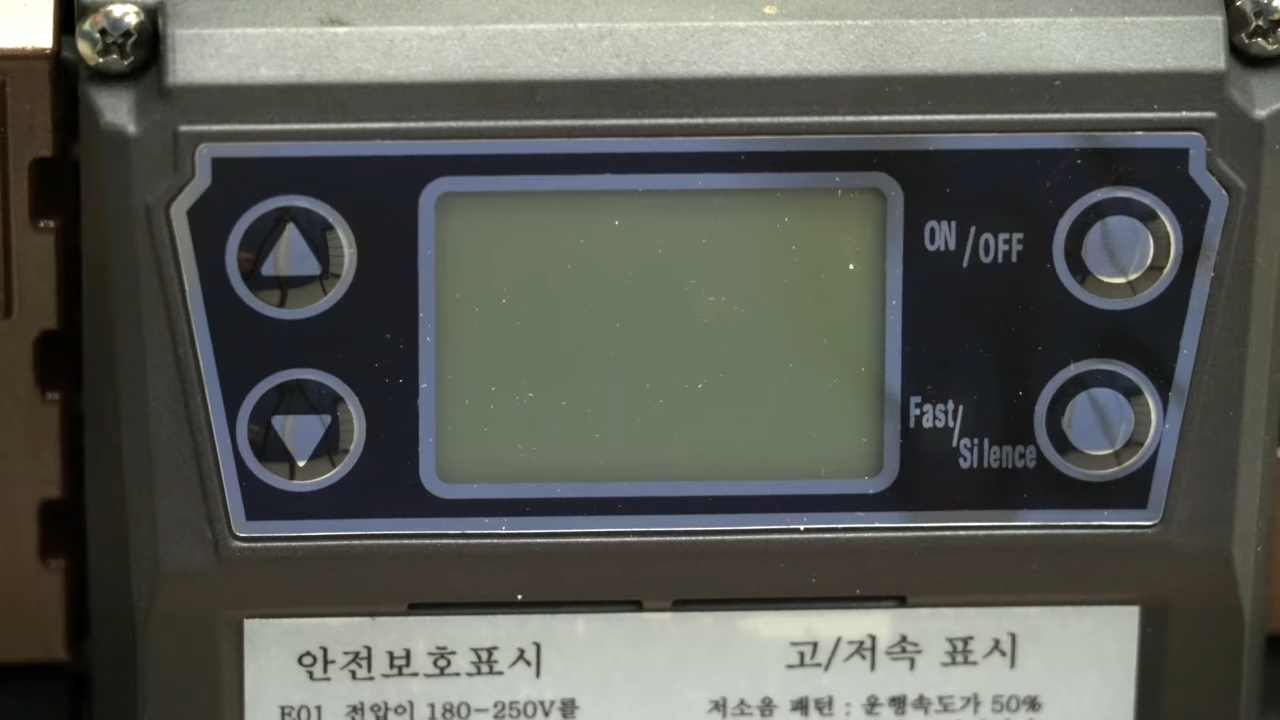 ON/OFF
Fast/Silence
안전보호표시
고/저속 표시
E01 전압이 180-250V를
저소음 패턴 : 운행속도가 50%